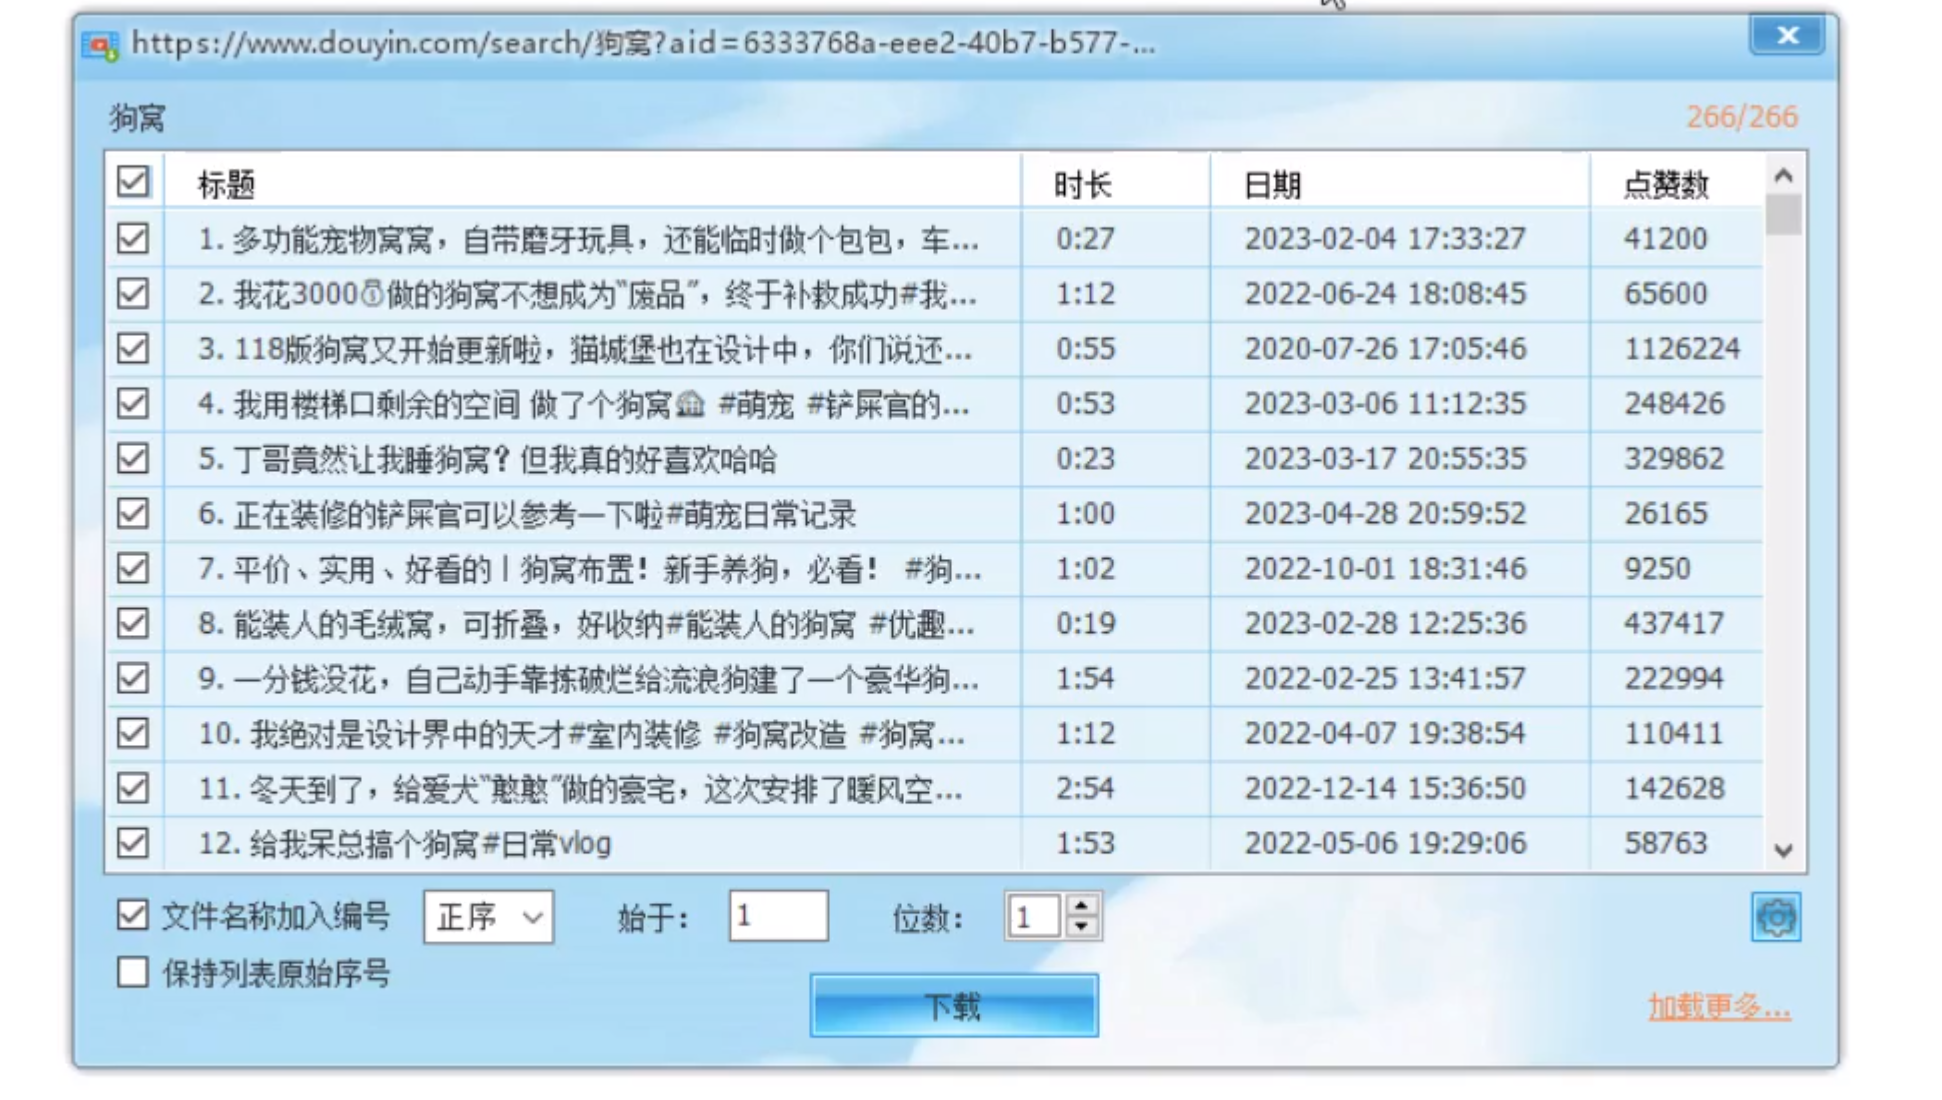 https://www.douyin.com/search/狗窝?aid=6333768a-eee2-40b7-b577-...
狗窝 266/266
标题 时长 日期 点赞数
1. 多功能宠物窝窝，自带磨牙玩具，还能临时做个包包，车... 0:27 2023-02-04 17:33:27 41200
2. 我花3000💰做的狗窝不想成为“废品”，终于补救成功#我... 1:12 2022-06-24 18:08:45 65600
3. 118版狗窝又开始更新啦，猫城堡也在设计中，你们说还... 0:55 2020-07-26 17:05:46 1126224
4. 我用楼梯口剩余的空间 做了个狗窝🏠 #萌宠 #铲屎官的... 0:53 2023-03-06 11:12:35 248426
5. 丁哥竟然让我睡狗窝？但我真的好喜欢哈哈 0:23 2023-03-17 20:55:35 329862
6. 正在装修的铲屎官可以参考一下啦#萌宠日常记录 1:00 2023-04-28 20:59:52 26165
7. 平价、实用、好看的丨狗窝布置！新手养狗，必看！ #狗... 1:02 2022-10-01 18:31:46 9250
8. 能装人的毛绒窝，可折叠，好收纳#能装人的狗窝 #优趣... 0:19 2023-02-28 12:25:36 437417
9. 一分钱没花，自己动手靠拣破烂给流浪狗建了一个豪华狗... 1:54 2022-02-25 13:41:57 222994
10. 我绝对是设计界中的天才#室内装修 #狗窝改造 #狗窝... 1:12 2022-04-07 19:38:54 110411
11. 冬天到了，给爱犬“憨憨”做的豪宅，这次安排了暖风空... 2:54 2022-12-14 15:36:50 142628
12. 给我呆总搞个狗窝#日常vlog 1:53 2022-05-06 19:29:06 58763
文件名称加入编号 正序 始于: 1 位数: 1
保持列表原始序号
下载
加载更多...